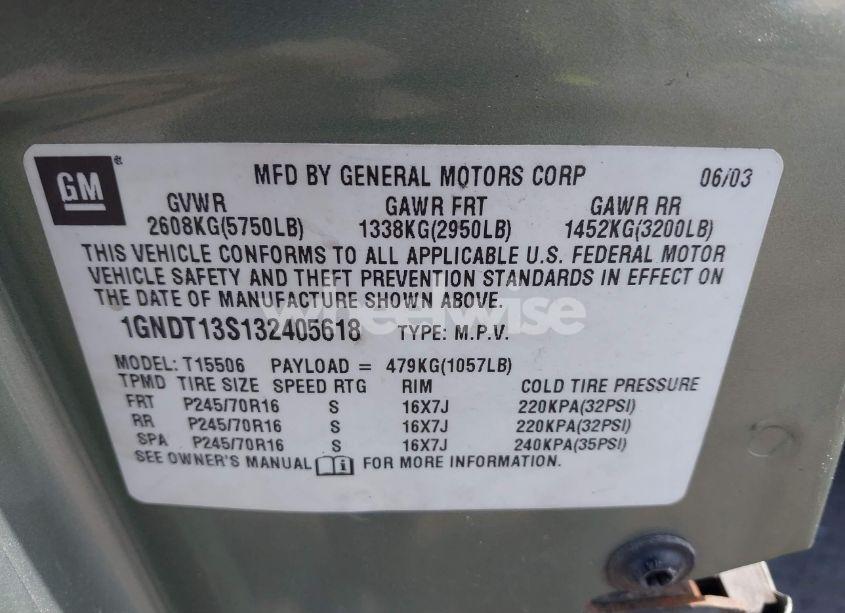 GM
MFD BY GENERAL MOTORS CORP 06/03
GVWR GAWR FRT GAWR RR
2608KG(5750LB) 1338KG(2950LB) 1452KG(3200LB)
THIS VEHICLE CONFORMS TO ALL APPLICABLE U.S. FEDERAL MOTOR
VEHICLE SAFETY AND THEFT PREVENTION STANDARDS IN EFFECT ON
THE DATE OF MANUFACTURE SHOWN ABOVE.
wheelwise
1GNDT13S132405618 TYPE: M.P.V.
MODEL: T15506 PAYLOAD = 479KG(1057LB)
TPMD TIRE SIZE SPEED RTG RIM COLD TIRE PRESSURE
FRT P245/70R16 S 16X7J 220KPA(32PSI)
RR P245/70R16 S 16X7J 220KPA(32PSI)
SPA P245/70R16 S 16X7J 240KPA(35PSI)
SEE OWNER'S MANUAL FOR MORE INFORMATION.